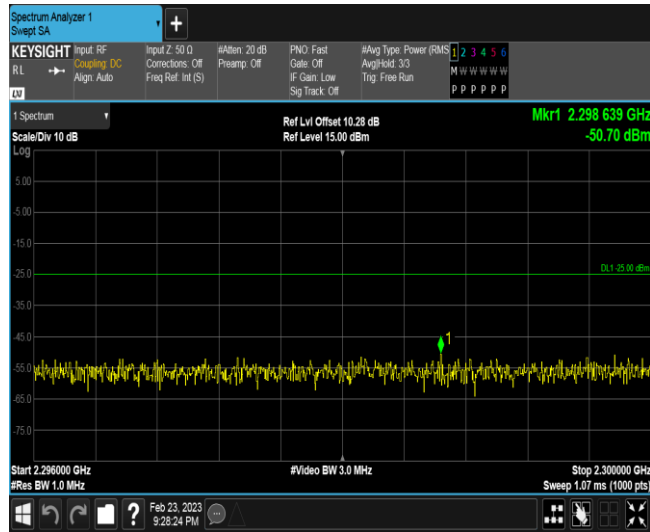 Spectrum Analyzer 1
Swept SA
+
KEYSIGHT
RL
LXI
Input: RF
Coupling: DC
Align: Auto
Input Z: 50 Ω
Corrections: Off
Freq Ref: Int (S)
#Atten: 20 dB
Preamp: Off
PNO: Fast
Gate: Off
IF Gain: Low
Sig Track: Off
#Avg Type: Power (RMS
Avg|Hold: 3/3
Trig: Free Run
1 2 3 4 5 6
M W W W W W
P P P P P P
1 Spectrum
Scale/Div 10 dB
Ref Lvl Offset 10.28 dB
Ref Level 15.00 dBm
Mkr1 2.298 639 GHz
-50.70 dBm
Log
5.00
-5.00
-15.0
-25.0
DL1 -25.00 dBm
-35.0
-45.0
1
-55.0
-65.0
-75.0
Start 2.296000 GHz
#Video BW 3.0 MHz
Stop 2.300000 GHz
#Res BW 1.0 MHz
Sweep 1.07 ms (1000 pts)
?
Feb 23, 2023
9:28:24 PM